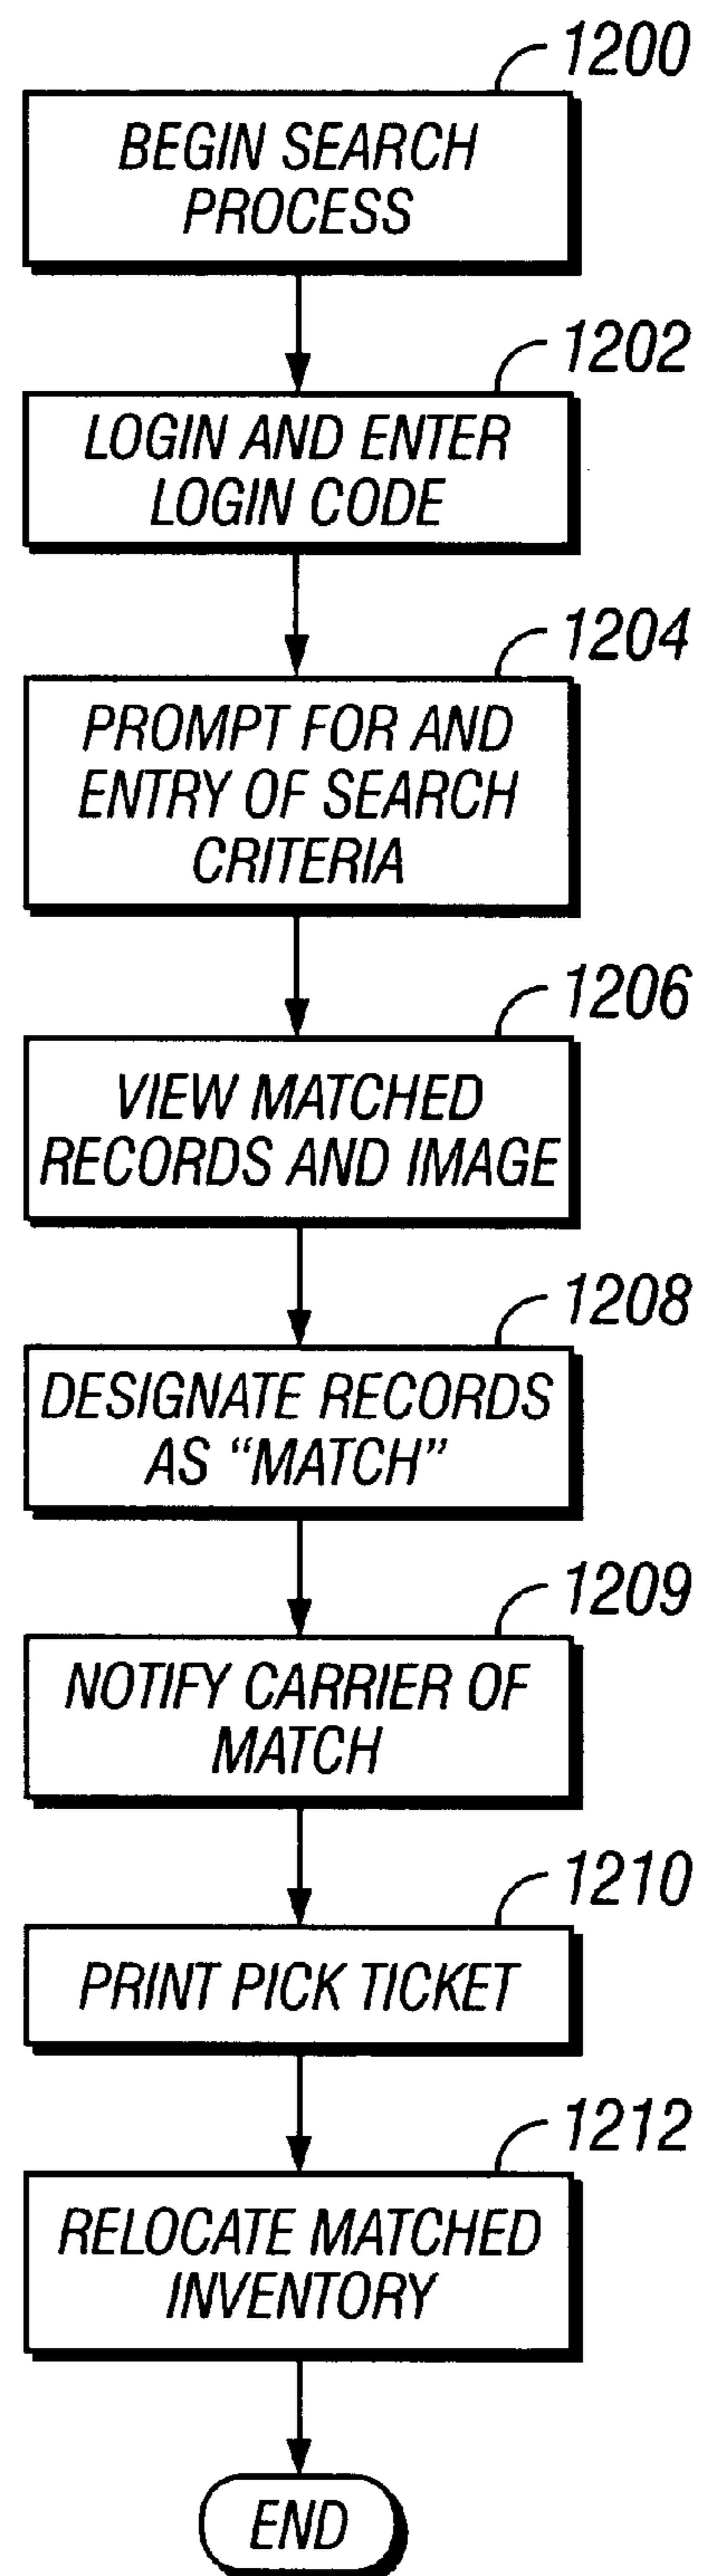 1200
BEGIN SEARCH
PROCESS
1202
LOGIN AND ENTER
LOGIN CODE
1204
PROMPT FOR AND
ENTRY OF SEARCH
CRITERIA
1206
VIEW MATCHED
RECORDS AND IMAGE
1208
DESIGNATE RECORDS
AS “MATCH”
1209
NOTIFY CARRIER OF
MATCH
1210
PRINT PICK TICKET
1212
RELOCATE MATCHED
INVENTORY
END